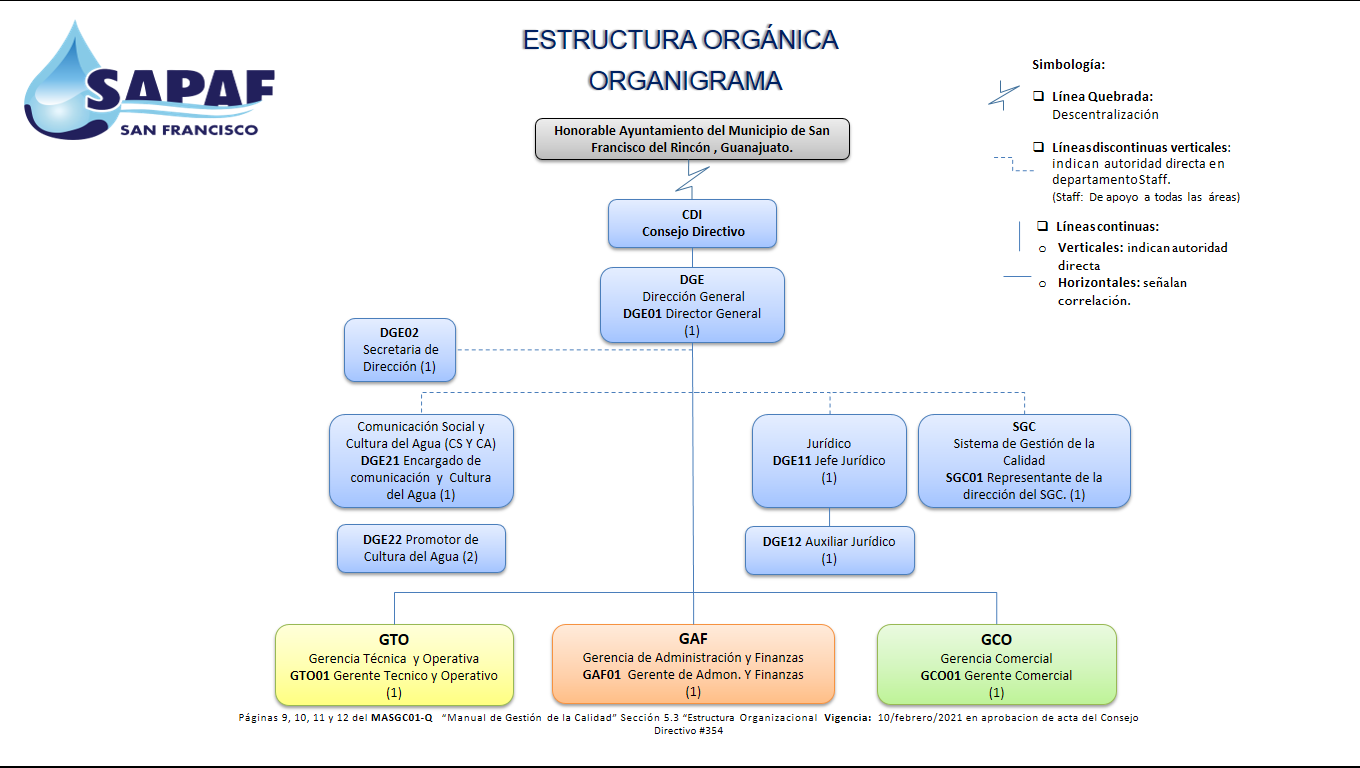 SAPAF
SAN FRANCISCO
ESTRUCTURA ORGÁNICA
ORGANIGRAMA
Simbología:
Línea Quebrada:
Descentralización
Líneas discontinuas verticales:
indican autoridad directa en
departamento Staff.
(Staff: De apoyo a todas las áreas)
Líneas continuas:
Verticales: indican autoridad
directa
Horizontales: señalan
correlación.
Honorable Ayuntamiento del Municipio de San
Francisco del Rincón , Guanajuato.
CDI
Consejo Directivo
DGE
Dirección General
DGE01 Director General
(1)
DGE02
Secretaria de
Dirección (1)
Comunicación Social y
Cultura del Agua (CS Y CA)
DGE21 Encargado de
comunicación y Cultura
del Agua (1)
Jurídico
DGE11 Jefe Jurídico
(1)
SGC
Sistema de Gestión de la
Calidad
SGC01 Representante de la
dirección del SGC. (1)
DGE22 Promotor de
Cultura del Agua (2)
DGE12 Auxiliar Jurídico
(1)
GTO
Gerencia Técnica y Operativa
GTO01 Gerente Tecnico y Operativo
(1)
GAF
Gerencia de Administración y Finanzas
GAF01 Gerente de Admon. Y Finanzas
(1)
GCO
Gerencia Comercial
GCO01 Gerente Comercial
(1)
Páginas 9, 10, 11 y 12 del MASGC01-Q "Manual de Gestión de la Calidad" Sección 5.3 "Estructura Organizacional Vigencia: 10/febrero/2021 en aprobacion de acta del Consejo
Directivo #354